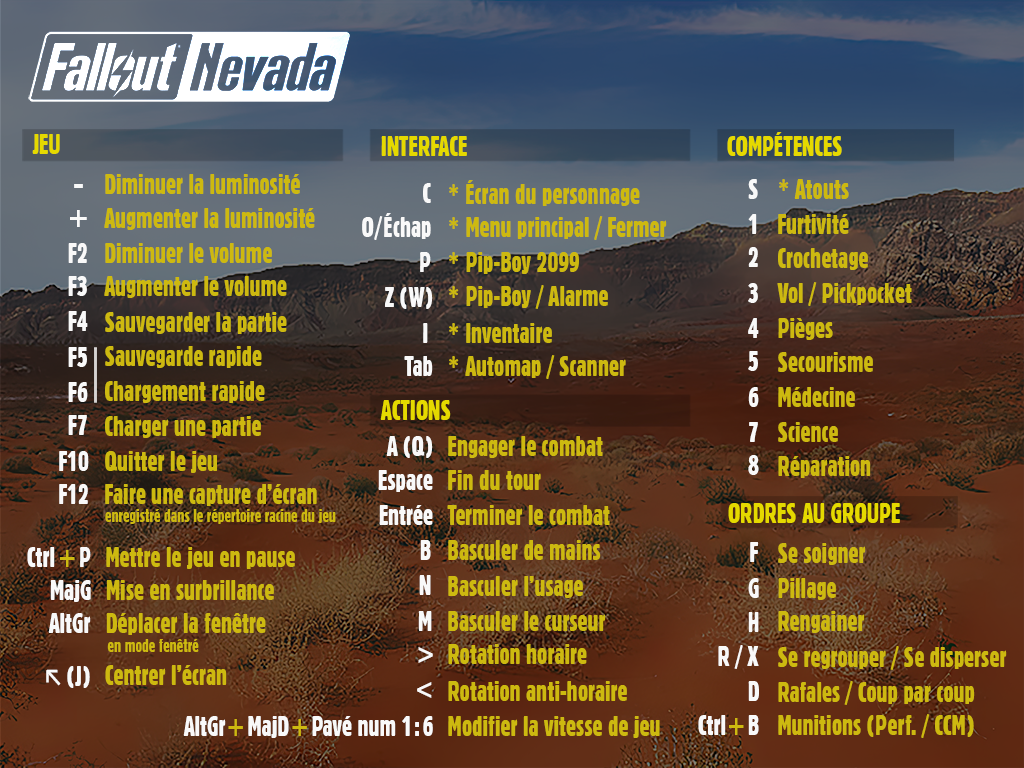 Fallout Nevada
JEU
- Diminuer la luminosité
+ Augmenter la luminosité
F2 Diminuer le volume
F3 Augmenter le volume
F4 Sauvegarder la partie
F5 Sauvegarde rapide
F6 Chargement rapide
F7 Charger une partie
F10 Quitter le jeu
F12 Faire une capture d'écran
enregistré dans le répertoire racine du jeu
Ctrl + P Mettre le jeu en pause
MajG Mise en surbrillance
AltGr Déplacer la fenêtre
en mode fenêtré
↖ (J) Centrer l'écran
INTERFACE
C * Écran du personnage
O/Échap * Menu principal / Fermer
P * Pip-Boy 2099
Z (W) * Pip-Boy / Alarme
I * Inventaire
Tab * Automap / Scanner
ACTIONS
A (Q) Engager le combat
Espace Fin du tour
Entrée Terminer le combat
B Basculer de mains
N Basculer l'usage
M Basculer le curseur
> Rotation horaire
< Rotation anti-horaire
AltGr + MajD + Pavé num 1:6 Modifier la vitesse de jeu
COMPÉTENCES
S * Atouts
1 Furtivité
2 Crochetage
3 Vol / Pickpocket
4 Pièges
5 Secourisme
6 Médecine
7 Science
8 Réparation
ORDRES AU GROUPE
F Se soigner
G Pillage
H Rengainer
R / X Se regrouper / Se disperser
D Rafales / Coup par coup
Ctrl + B Munitions (Perf. / CCM)